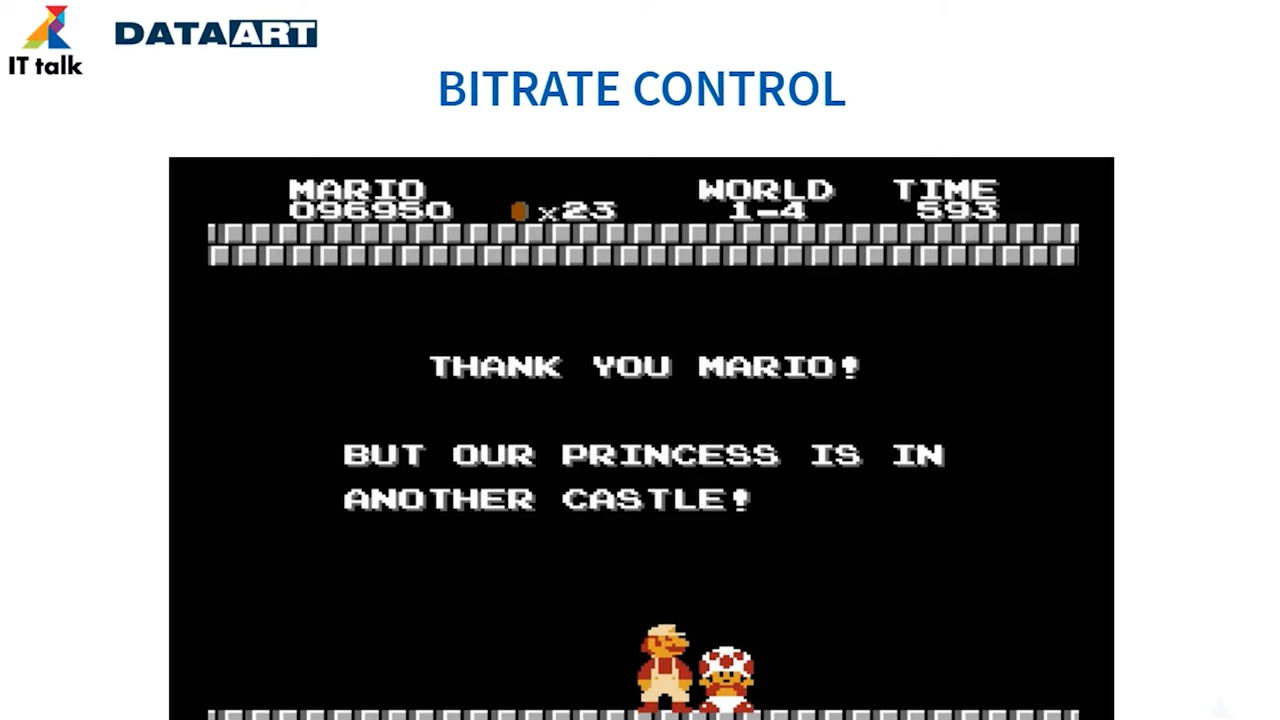 IT talk
DATAART
BITRATE CONTROL
MARIO WORLD TIME
096950 x23 1-4 593
THANK YOU MARIO!
BUT OUR PRINCESS IS IN
ANOTHER CASTLE!